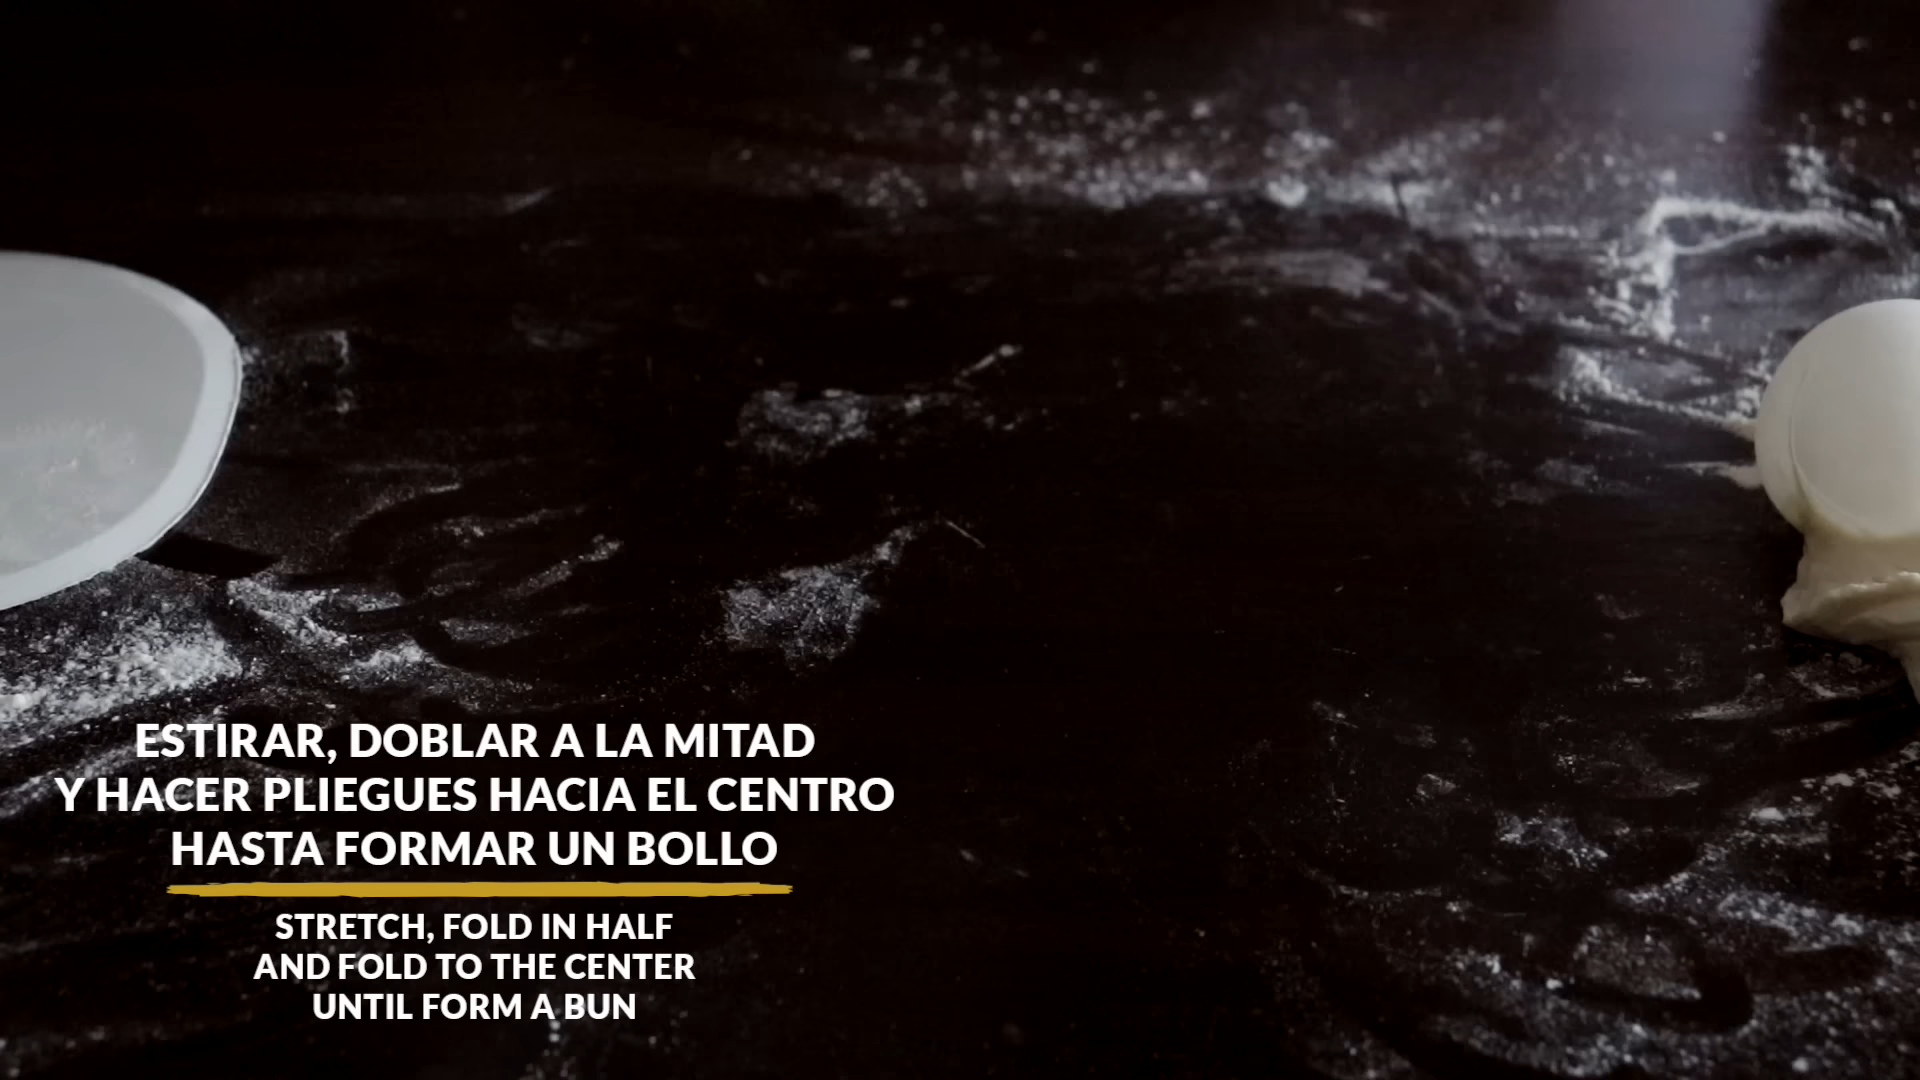 ESTIRAR, DOBLAR A LA MITAD
Y HACER PLIEGUES HACIA EL CENTRO
HASTA FORMAR UN BOLLO
STRETCH, FOLD IN HALF
AND FOLD TO THE CENTER
UNTIL FORM A BUN